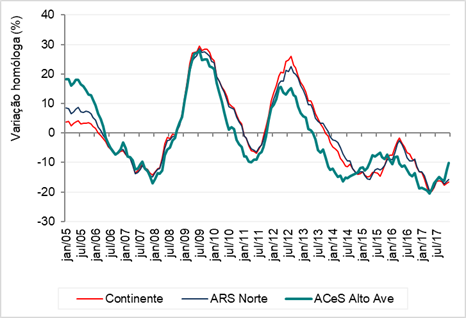 Variação homóloga (%)
40
30
20
10
0
-10
-20
-30
jan/05
jul/05
jan/06
jul/06
jan/07
jul/07
jan/08
jul/08
jan/09
jul/09
jan/10
jul/10
jan/11
jul/11
jan/12
jul/12
jan/13
jul/13
jan/14
jul/14
jan/15
jul/15
jan/16
jul/16
jan/17
jul/17
Continente ARS Norte ACeS Alto Ave